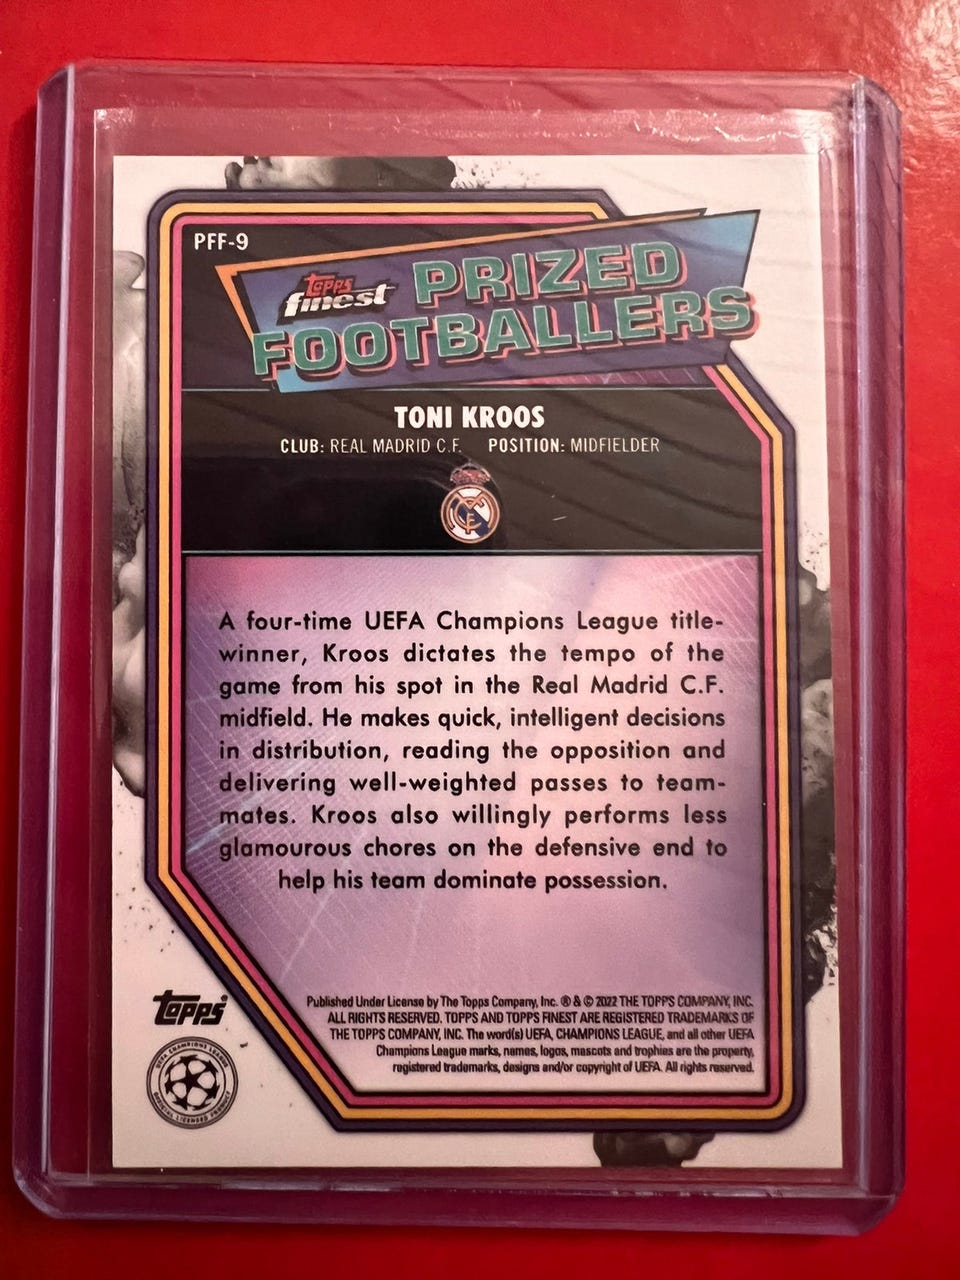 PFF-9
Topps
finest
PRIZED
FOOTBALLERS
TONI KROOS
CLUB: REAL MADRID C.F. POSITION: MIDFIELDER
A four-time UEFA Champions League title-
winner, Kroos dictates the tempo of the
game from his spot in the Real Madrid C.F.
midfield. He makes quick, intelligent decisions
in distribution, reading the opposition and
delivering well-weighted passes to team-
mates. Kroos also willingly performs less
glamourous chores on the defensive end to
help his team dominate possession.
Published Under License by The Topps Company, Inc. ® & © 2022 THE TOPPS COMPANY, INC.
ALL RIGHTS RESERVED. TOPPS AND TOPPS FINEST ARE REGISTERED TRADEMARKS OF
THE TOPPS COMPANY, INC. The word(s) UEFA, CHAMPIONS LEAGUE, and all other UEFA
Champions League marks, names, logos, mascots and trophies are the property,
registered trademarks, designs and/or copyright of UEFA. All rights reserved.
Topps®
UEFA CHAMPIONS LEAGUE
OFFICIAL LICENSED PRODUCT